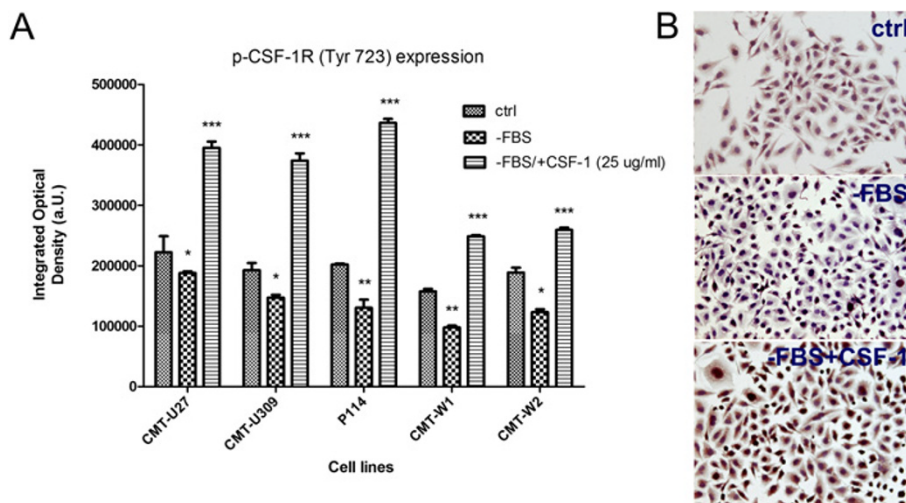 A
p-CSF-1R (Tyr 723) expression
Integrated Optical
Density (a.U.)
500000
400000
300000
200000
100000
0
ctrl
-FBS
-FBS/+CSF-1 (25 ug/ml)
***
*
***
*
***
**
***
**
***
*
CMT-U27
CMT-U309
P114
CMT-W1
CMT-W2
Cell lines
B
ctrl
-FBS
-FBS+CSF-1